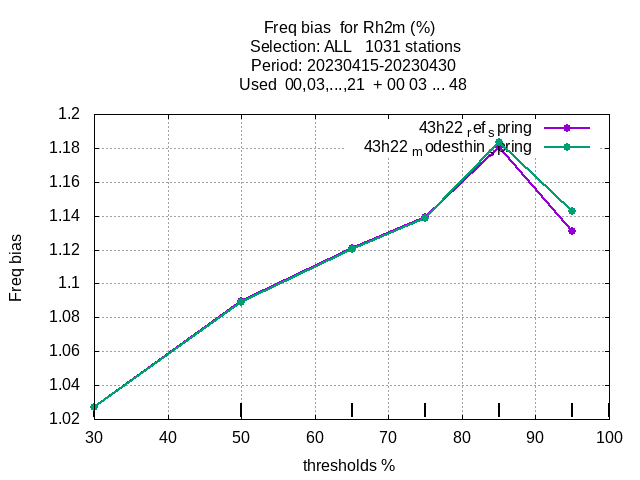 Freq bias  for Rh2m (%)
Selection: ALL   1031 stations
Period: 20230415-20230430
Used  00,03,...,21  + 00 03 ... 48
43h22 ref spring
43h22 modesthin spring
Freq bias
1.2
1.18
1.16
1.14
1.12
1.1
1.08
1.06
1.04
1.02
30 40 50 60 70 80 90 100
thresholds %